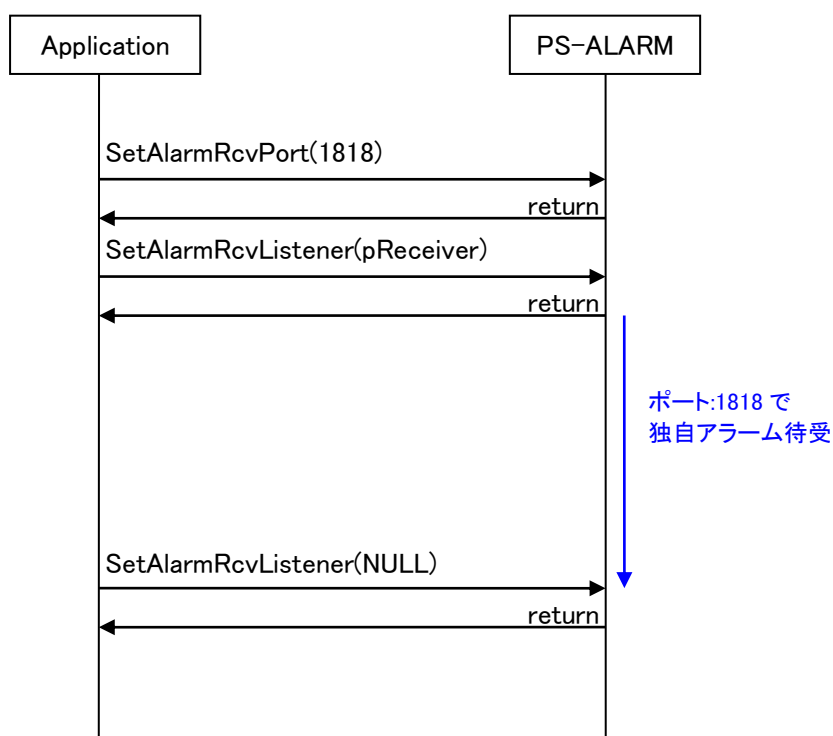 Application
PS-ALARM
SetAlarmRcvPort(1818)
return
SetAlarmRcvListener(pReceiver)
return
ポート:1818 で
独自アラーム待受
SetAlarmRcvListener(NULL)
return